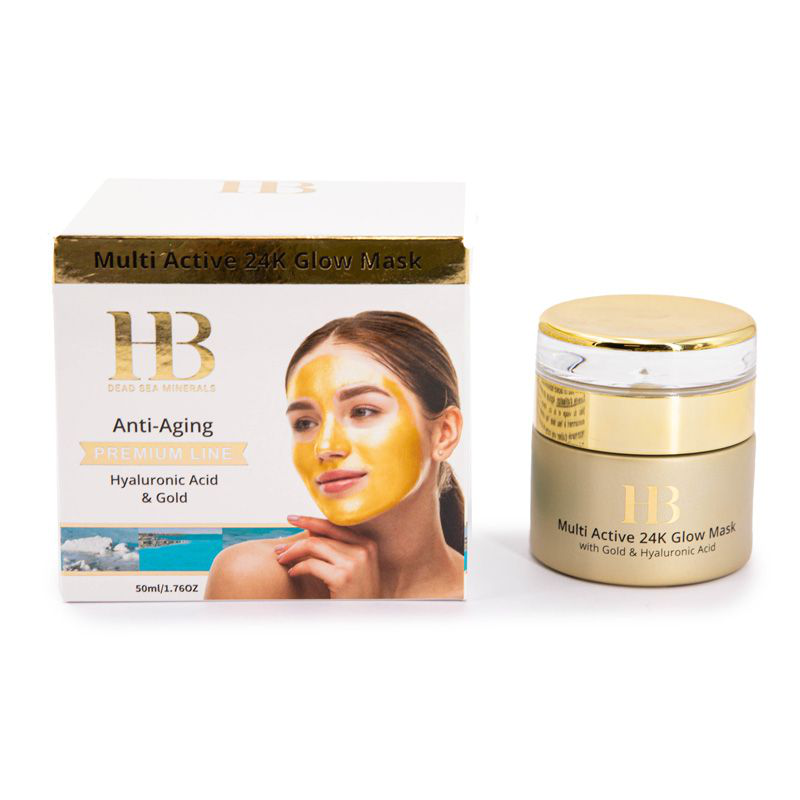 HB
Multi Active 24K Glow Mask
HB
DEAD SEA MINERALS
Anti-Aging
PREMIUM LINE
Hyaluronic Acid
& Gold
50ml/1.76OZ
HB
Multi Active 24K Glow Mask
with Gold & Hyaluronic Acid